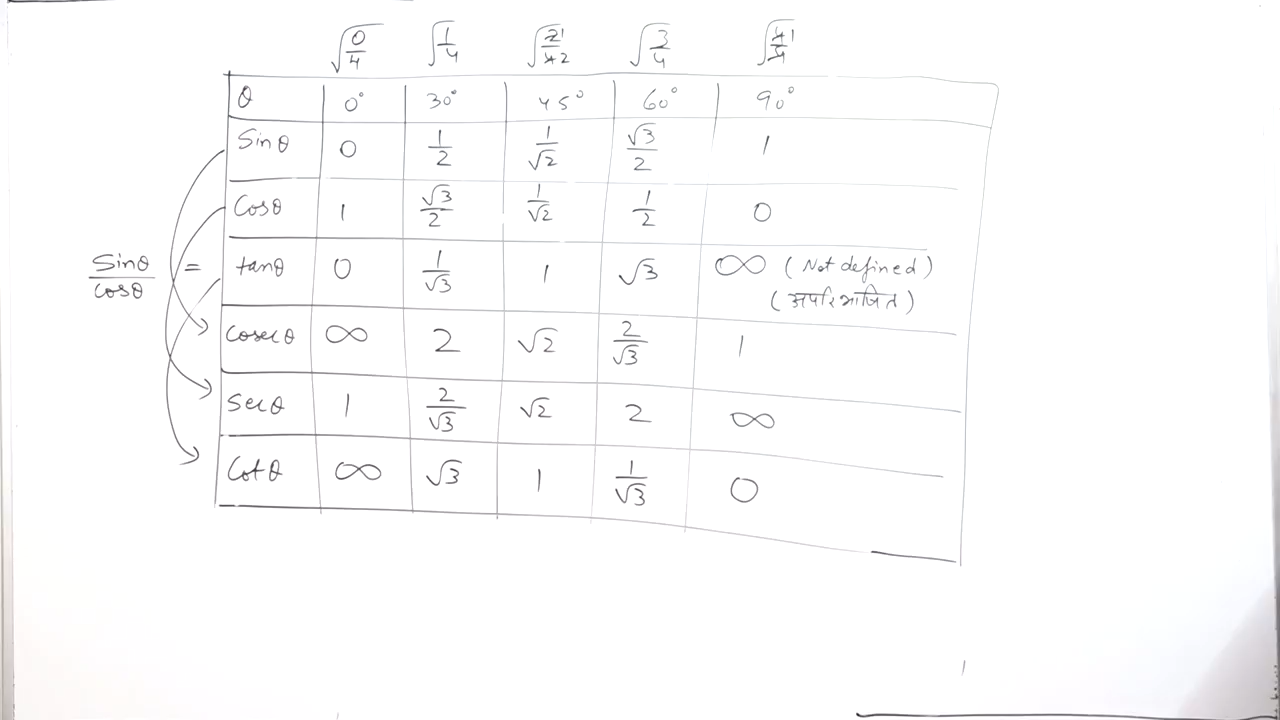 √0/4 √1/4 √2/4 1/2 √3/4 √4/4 1
θ 0° 30° 45° 60° 90°
Sinθ 0 1/2 1/√2 √3/2 1
Cosθ 1 √3/2 1/√2 1/2 0
Sinθ/Cosθ = tanθ 0 1/√3 1 √3 ∞ (Not defined)
(अपरिभाजित)
Cosecθ ∞ 2 √2 2/√3 1
Secθ 1 2/√3 √2 2 ∞
Cotθ ∞ √3 1 1/√3 0